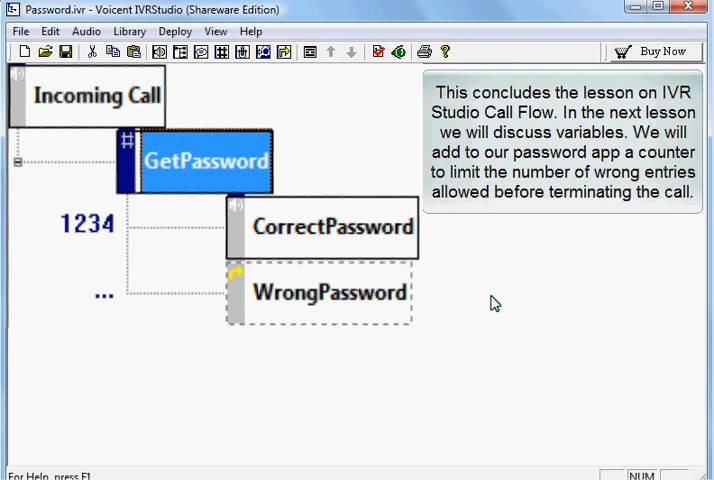 Password.ivr - Voicent IVRStudio (Shareware Edition)
File Edit Audio Library Deploy View Help
Buy Now
Incoming Call
GetPassword
1234
CorrectPassword
...
WrongPassword
This concludes the lesson on IVR
Studio Call Flow. In the next lesson
we will discuss variables. We will
add to our password app a counter
to limit the number of wrong entries
allowed before terminating the call.
For Help, press F1
NUM